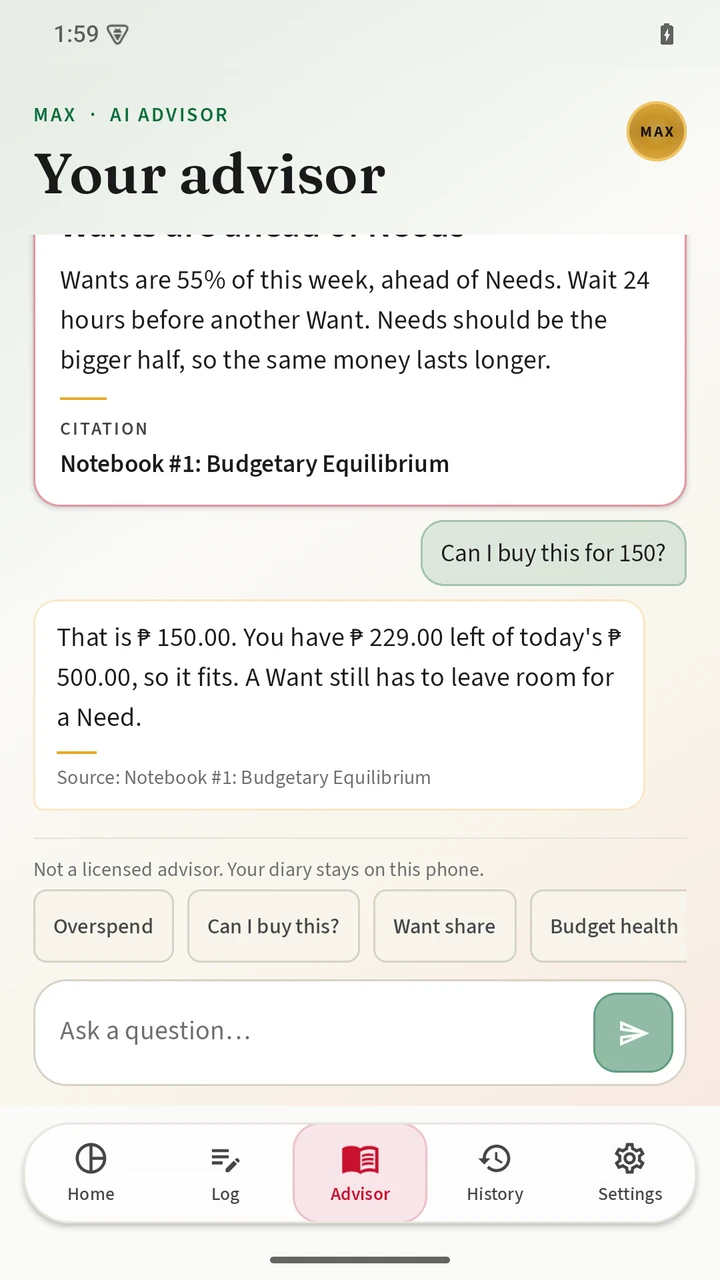 1:59
MAX · AI ADVISOR
MAX
Your advisor
Wants are ahead of Needs
Wants are 55% of this week, ahead of Needs. Wait 24
hours before another Want. Needs should be the
bigger half, so the same money lasts longer.
CITATION
Notebook #1: Budgetary Equilibrium
Can I buy this for 150?
That is ₱ 150.00. You have ₱ 229.00 left of today's ₱
500.00, so it fits. A Want still has to leave room for
a Need.
Source: Notebook #1: Budgetary Equilibrium
Not a licensed advisor. Your diary stays on this phone.
Overspend
Can I buy this?
Want share
Budget health
Ask a question…
Home
Log
Advisor
History
Settings